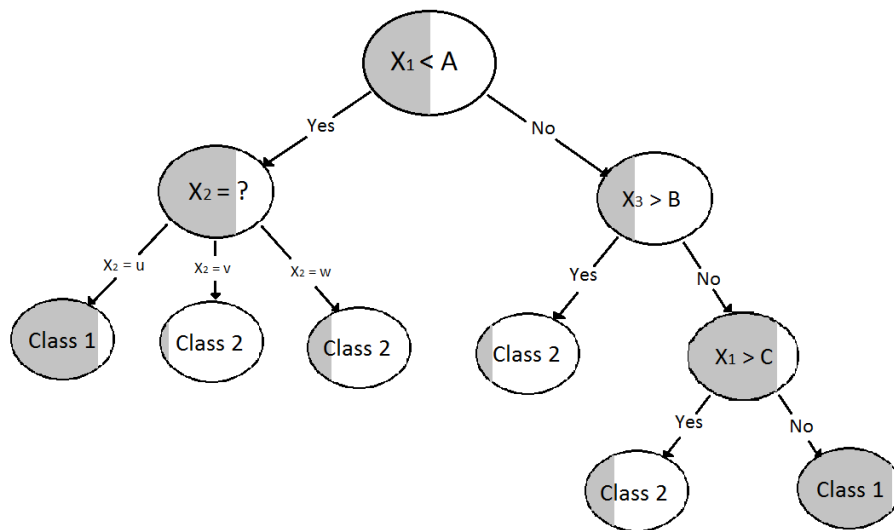 X₁ < A
Yes
No
X₂ = ?
X₃ > B
X₂ = u
X₂ = v
X₂ = w
Yes
No
Class 1
Class 2
Class 2
Class 2
X₁ > C
Yes
No
Class 2
Class 1